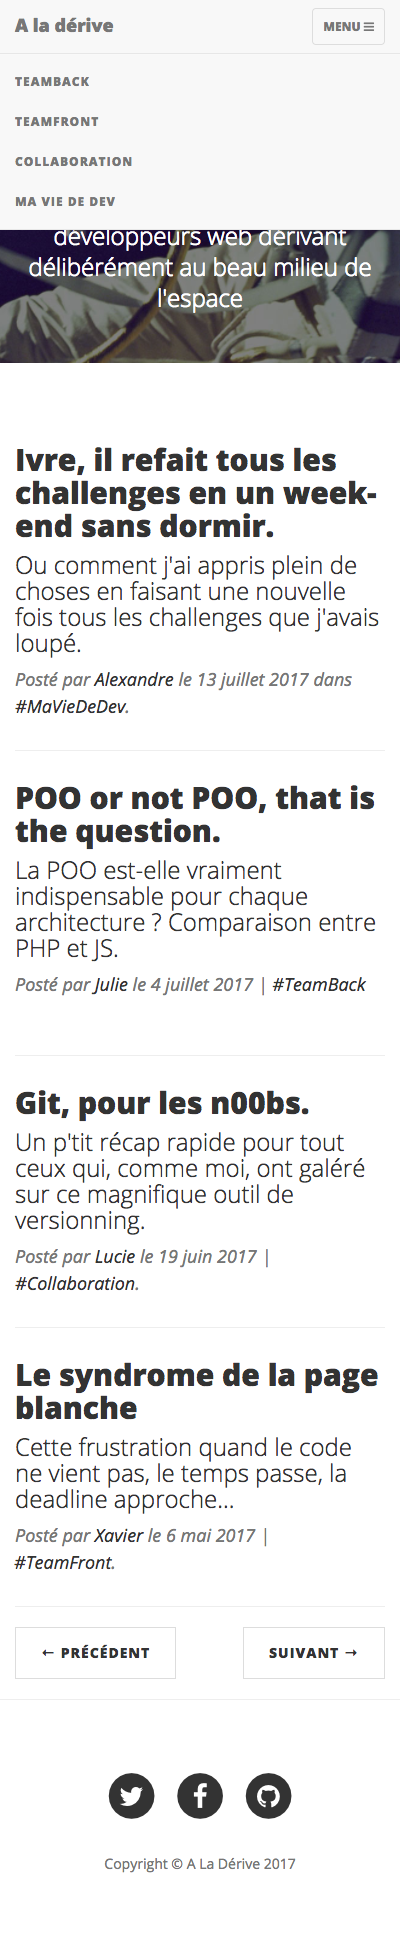 A la dérive
MENU
TEAMBACK
TEAMFRONT
COLLABORATION
MA VIE DE DEV
développeurs web dérivant
délibérément au beau milieu de
l'espace
Ivre, il refait tous les
challenges en un week-
end sans dormir.
Ou comment j'ai appris plein de
choses en faisant une nouvelle
fois tous les challenges que j'avais
loupé.
Posté par Alexandre le 13 juillet 2017 dans
#MaVieDeDev.
POO or not POO, that is
the question.
La POO est-elle vraiment
indispensable pour chaque
architecture ? Comparaison entre
PHP et JS.
Posté par Julie le 4 juillet 2017 | #TeamBack
Git, pour les n00bs.
Un p'tit récap rapide pour tout
ceux qui, comme moi, ont galéré
sur ce magnifique outil de
versionning.
Posté par Lucie le 19 juin 2017 |
#Collaboration.
Le syndrome de la page
blanche
Cette frustration quand le code
ne vient pas, le temps passe, la
deadline approche...
Posté par Xavier le 6 mai 2017 |
#TeamFront.
← PRÉCÉDENT
SUIVANT →
Copyright © A La Dérive 2017